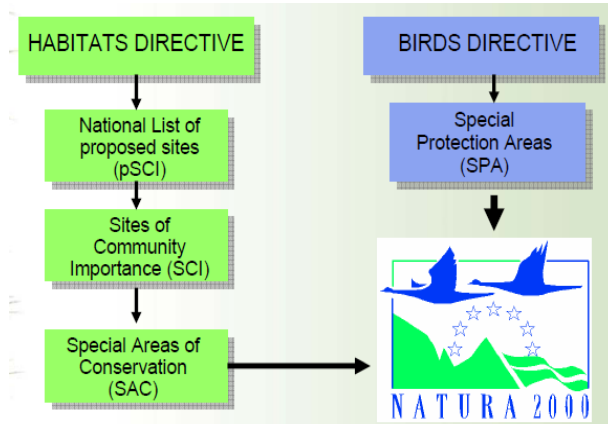 HABITATS DIRECTIVE
National List of
proposed sites
(pSCI)
Sites of
Community
Importance (SCI)
Special Areas of
Conservation
(SAC)
BIRDS DIRECTIVE
Special
Protection Areas
(SPA)
NATURA 2000